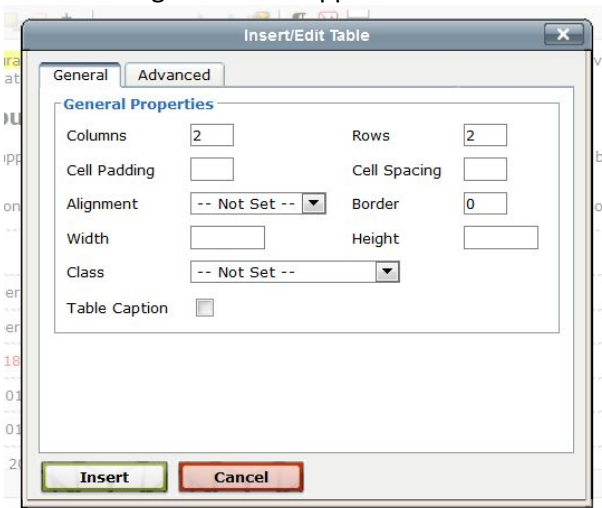 Insert/Edit Table
X
General Advanced
General Properties
Columns 2 Rows 2
Cell Padding Cell Spacing
Alignment -- Not Set -- Border 0
Width Height
Class -- Not Set --
Table Caption
Insert Cancel